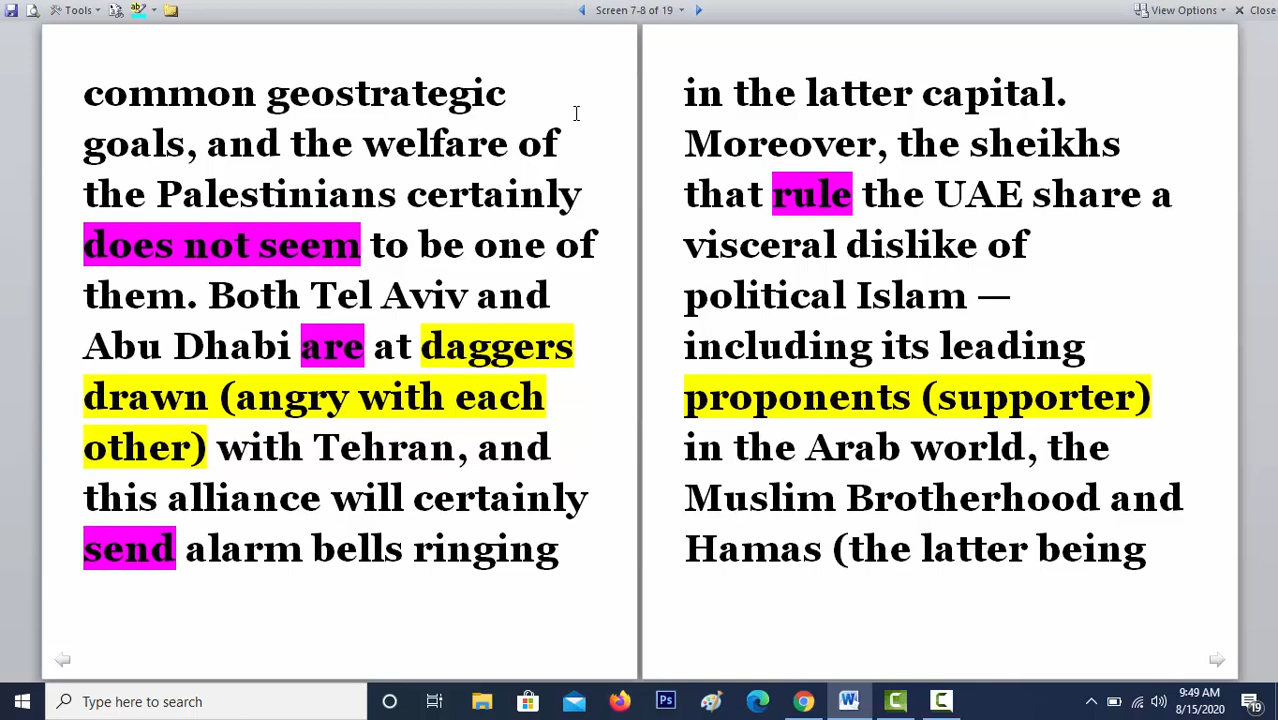 Tools
Screen 7-8 of 19
View Options
Close
common geostrategic
goals, and the welfare of
the Palestinians certainly
does not seem to be one of
them. Both Tel Aviv and
Abu Dhabi are at daggers
drawn (angry with each
other) with Tehran, and
this alliance will certainly
send alarm bells ringing
in the latter capital.
Moreover, the sheikhs
that rule the UAE share a
visceral dislike of
political Islam —
including its leading
proponents (supporter)
in the Arab world, the
Muslim Brotherhood and
Hamas (the latter being
Type here to search
Ps
W
9:49 AM
8/15/2020
19